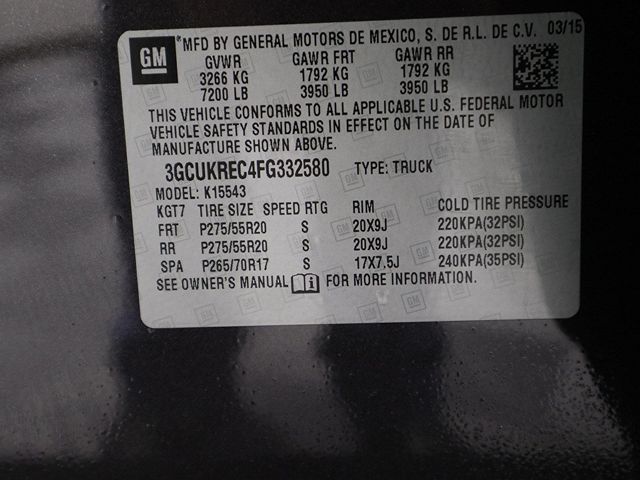 GM *MFD BY GENERAL MOTORS DE MEXICO, S. DE R.L. DE C.V. 03/15
GVWR GAWR FRT GAWR RR
3266 KG 1792 KG 1792 KG
7200 LB 3950 LB 3950 LB
THIS VEHICLE CONFORMS TO ALL APPLICABLE U.S. FEDERAL MOTOR
VEHICLE SAFETY STANDARDS IN EFFECT ON THE DATE OF
MANUFACTURE SHOWN ABOVE.
3GCUKREC4FG332580 TYPE: TRUCK
MODEL: K15543
KGT7 TIRE SIZE SPEED RTG RIM COLD TIRE PRESSURE
FRT P275/55R20 S 20X9J 220KPA(32PSI)
RR P275/55R20 S 20X9J 220KPA(32PSI)
SPA P265/70R17 S 17X7.5J 240KPA(35PSI)
SEE OWNER'S MANUAL FOR MORE INFORMATION.